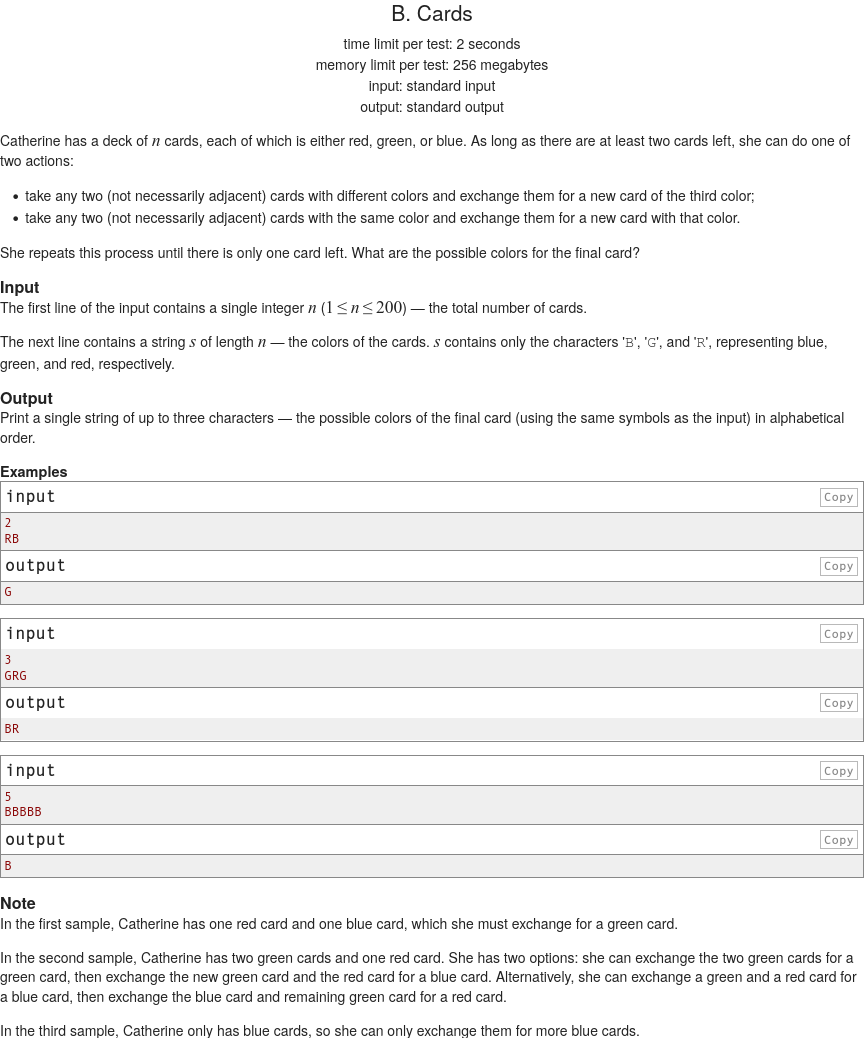 B. Cards
time limit per test: 2 seconds
memory limit per test: 256 megabytes
input: standard input
output: standard output
Catherine has a deck of n cards, each of which is either red, green, or blue. As long as there are at least two cards left, she can do one of
two actions:
• take any two (not necessarily adjacent) cards with different colors and exchange them for a new card of the third color;
• take any two (not necessarily adjacent) cards with the same color and exchange them for a new card with that color.
She repeats this process until there is only one card left. What are the possible colors for the final card?
Input
The first line of the input contains a single integer n (1 ≤ n ≤ 200) — the total number of cards.
The next line contains a string s of length n — the colors of the cards. s contains only the characters 'B', 'G', and 'R', representing blue,
green, and red, respectively.
Output
Print a single string of up to three characters — the possible colors of the final card (using the same symbols as the input) in alphabetical
order.
Examples
input Copy
2
RB
output Copy
G
input Copy
3
GRG
output Copy
BR
input Copy
5
BBBBB
output Copy
B
Note
In the first sample, Catherine has one red card and one blue card, which she must exchange for a green card.
In the second sample, Catherine has two green cards and one red card. She has two options: she can exchange the two green cards for a
green card, then exchange the new green card and the red card for a blue card. Alternatively, she can exchange a green and a red card for
a blue card, then exchange the blue card and remaining green card for a red card.
In the third sample, Catherine only has blue cards, so she can only exchange them for more blue cards.